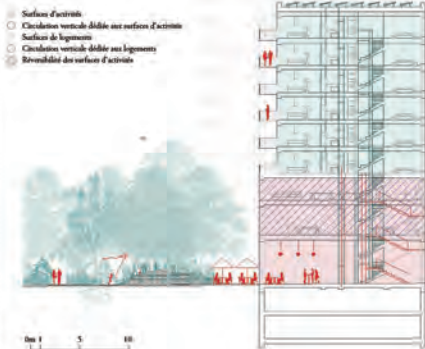 Surfaces d'activités
Circulation verticale dédiée aux surfaces d'activités
Surfaces de logements
Circulation verticale dédiée aux logements
Réversibilité des surfaces d'activités
0m 1 5 10